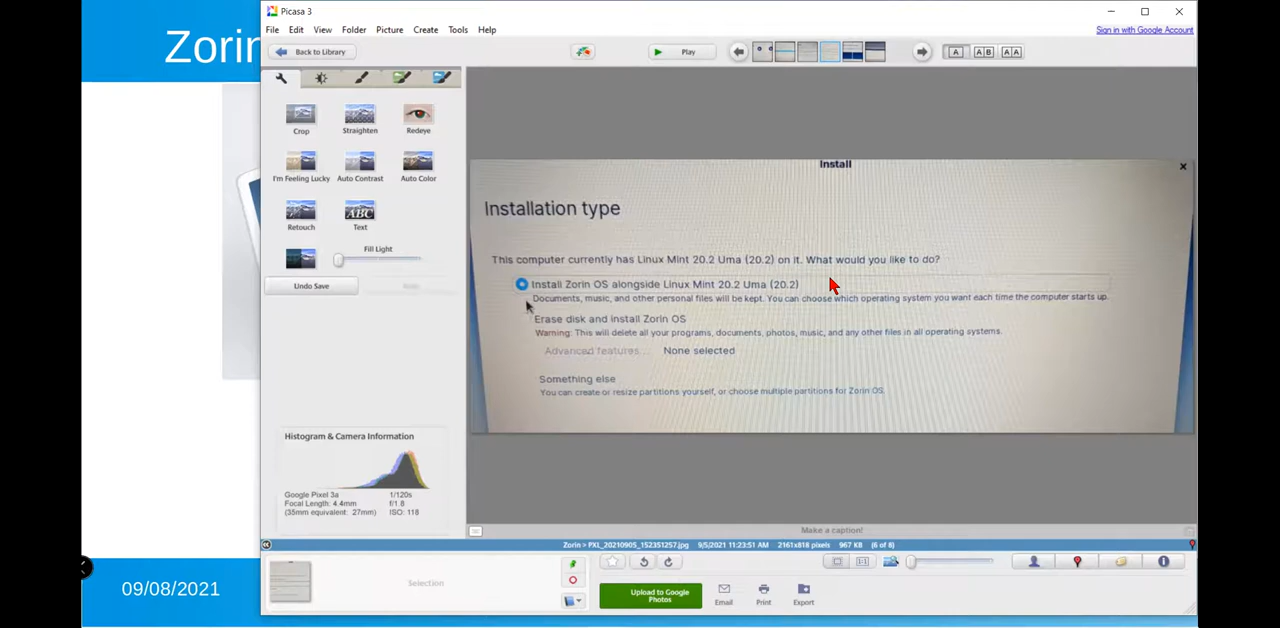 Zorin
Picasa 3
File Edit View Folder Picture Create Tools Help
Sign in with Google Account
Back to Library
Play
A AB AA
Crop Straighten Redeye
I'm Feeling Lucky Auto Contrast Auto Color
ABC
Retouch Text
Fill Light
Undo Save
Install
Installation type
This computer currently has Linux Mint 20.2 Uma (20.2) on it. What would you like to do?
Install Zorin OS alongside Linux Mint 20.2 Uma (20.2)
Documents, music, and other personal files will be kept. You can choose which operating system you want each time the computer starts up.
Erase disk and install Zorin OS
Warning: This will delete all your programs, documents, photos, music, and any other files in all operating systems.
Advanced features... None selected
Something else
You can create or resize partitions yourself, or choose multiple partitions for Zorin OS.
Histogram & Camera Information
Google Pixel 3a 1/120s
Focal Length: 4.4mm f/1.8
(35mm equivalent: 27mm) ISO: 118
Make a caption!
Zorin > PXL_20210905_152351257.jpg 9/5/2021 11:23:51 AM 2161x818 pixels 967 KB (6 of 8)
1:1
Selection
Upload to Google
Photos
Email Print Export
09/08/2021